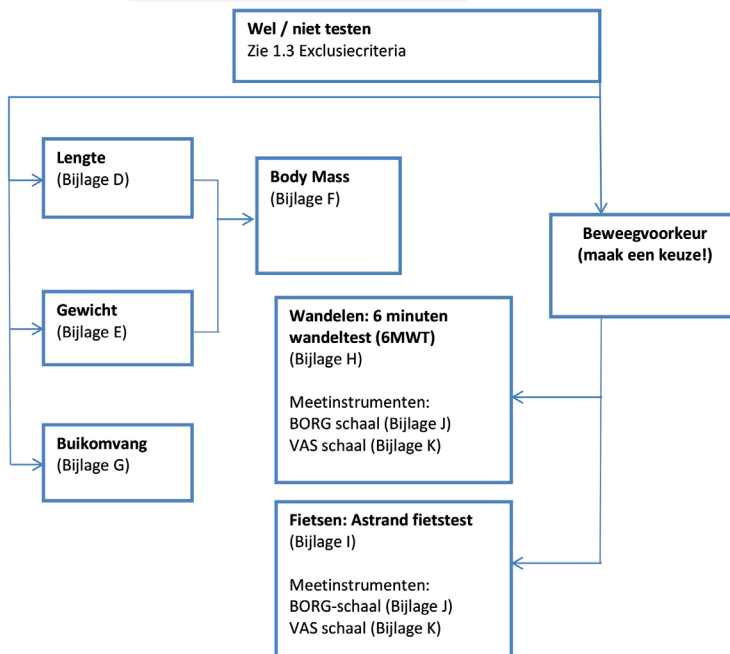 Wel / niet testen
Zie 1.3 Exclusiecriteria
Lengte
(Bijlage D)
Body Mass
(Bijlage F)
Beweegvoorkeur
(maak een keuze!)
Gewicht
(Bijlage E)
Wandelen: 6 minuten
wandeltest (6MWT)
(Bijlage H)
Meetinstrumenten:
BORG schaal (Bijlage J)
VAS schaal (Bijlage K)
Buikomvang
(Bijlage G)
Fietsen: Astrand fietstest
(Bijlage I)
Meetinstrumenten:
BORG-schaal (Bijlage J)
VAS schaal (Bijlage K)